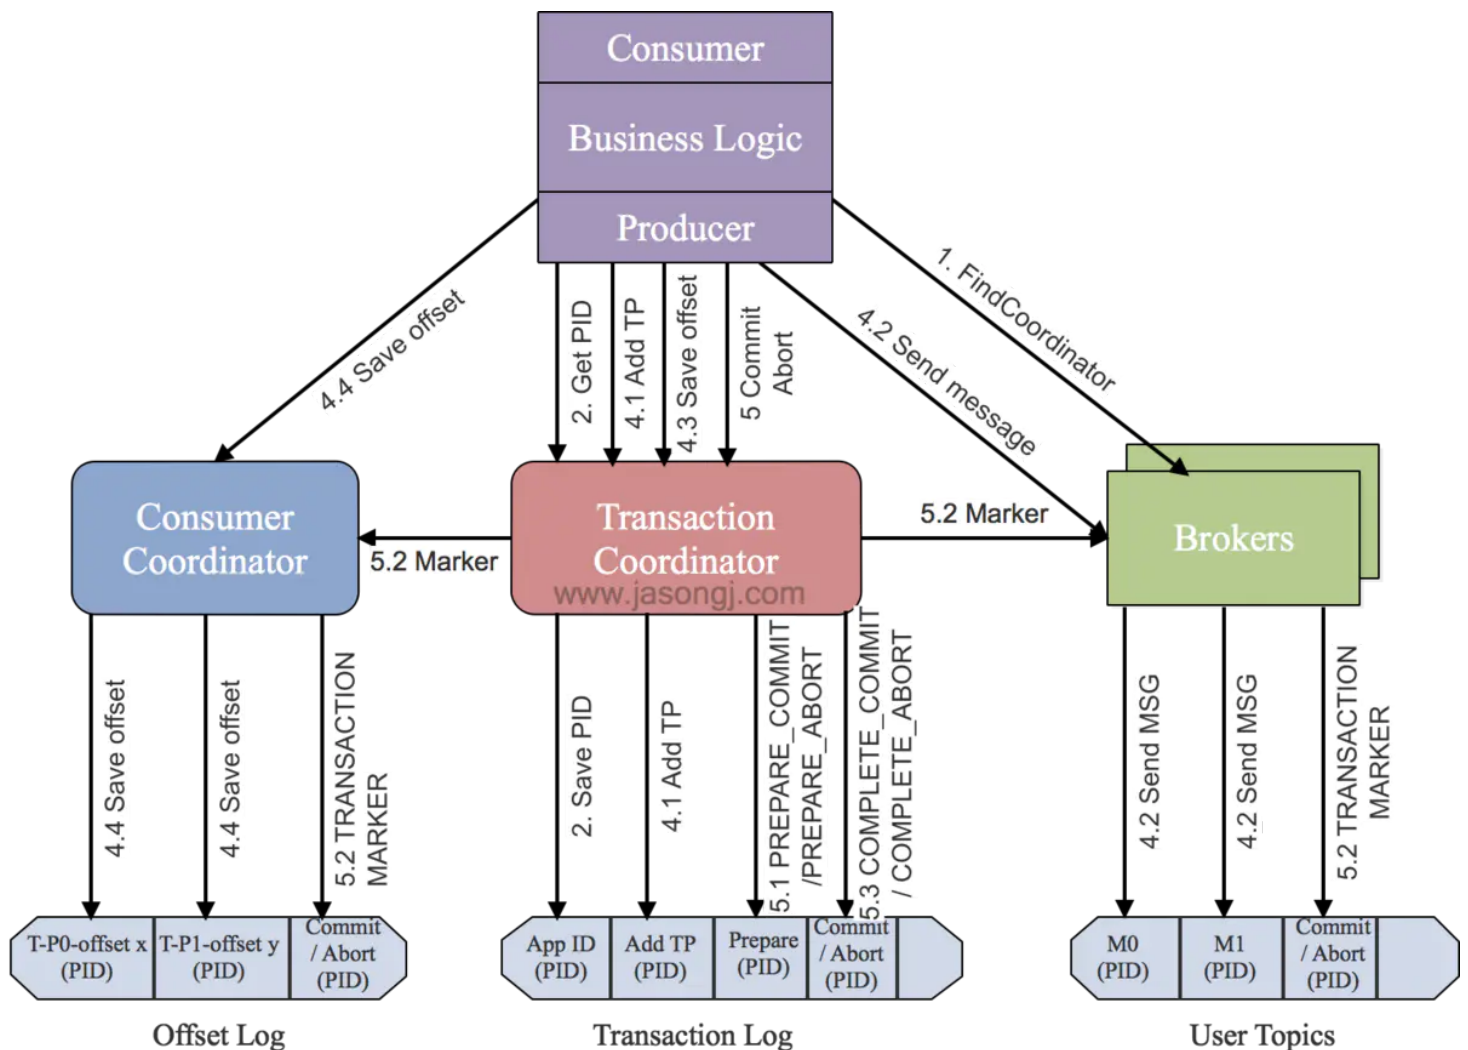 Consumer
Business Logic
Producer
4.4 Save offset
2. Get PID
4.1 Add TP
4.3 Save offset
5 Commit
Abort
4.2 Send message
1. FindCoordinator
Consumer
Coordinator
5.2 Marker
Transaction
Coordinator
www.jasongj.com
5.2 Marker
Brokers
4.4 Save offset
4.4 Save offset
5.2 TRANSACTION
MARKER
2. Save PID
4.1 Add TP
5.1 PREPARE_COMMIT
/PREPARE_ABORT
5.3 COMPLETE_COMMIT
/ COMPLETE_ABORT
4.2 Send MSG
4.2 Send MSG
5.2 TRANSACTION
MARKER
T-P0-offset x
(PID)
T-P1-offset y
(PID)
Commit
/ Abort
(PID)
App ID
(PID)
Add TP
(PID)
Prepare
(PID)
Commit
/ Abort
(PID)
M0
(PID)
M1
(PID)
Commit
/ Abort
(PID)
Offset Log
Transaction Log
User Topics